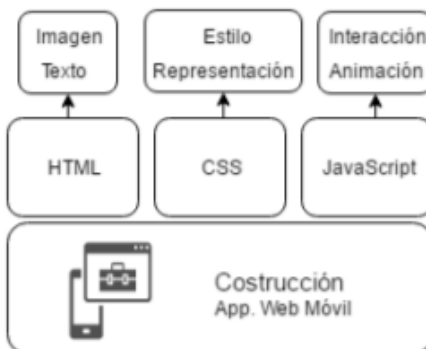 Imagen
Texto
Estilo
Representación
Interacción
Animación
HTML
CSS
JavaScript
Costrucción
App. Web Móvil